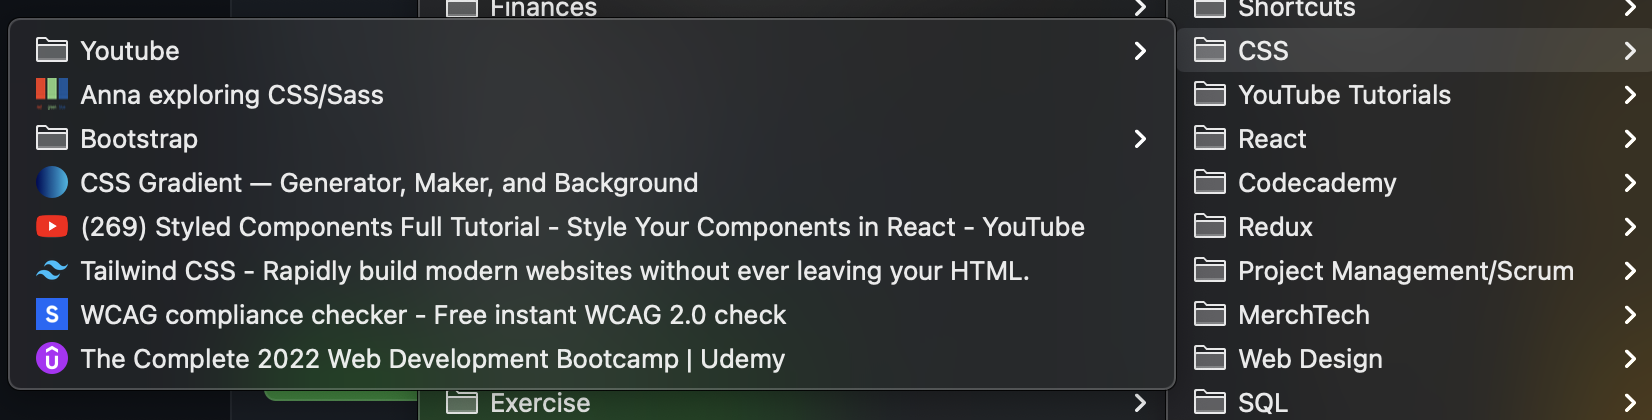 Finances
Youtube
Anna exploring CSS/Sass
Bootstrap
CSS Gradient — Generator, Maker, and Background
(269) Styled Components Full Tutorial - Style Your Components in React - YouTube
Tailwind CSS - Rapidly build modern websites without ever leaving your HTML.
S WCAG compliance checker - Free instant WCAG 2.0 check
The Complete 2022 Web Development Bootcamp | Udemy
Exercise
Shortcuts
CSS
YouTube Tutorials
React
Codecademy
Redux
Project Management/Scrum
MerchTech
Web Design
SQL